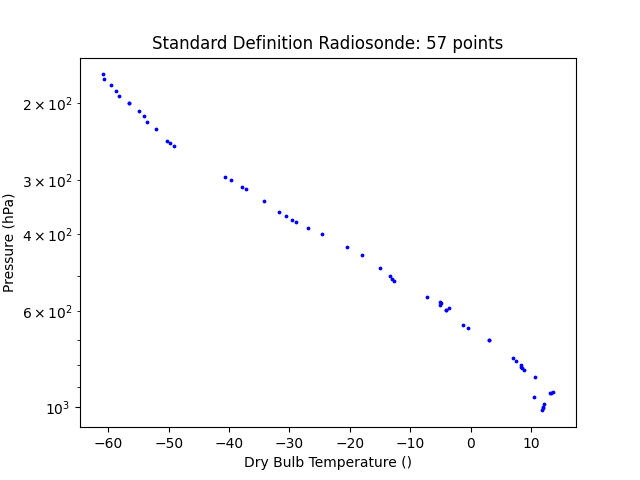 Standard Definition Radiosonde: 57 points
Pressure (hPa)
2 × 10²
3 × 10²
4 × 10²
6 × 10²
10³
−60 −50 −40 −30 −20 −10 0 10
Dry Bulb Temperature ()